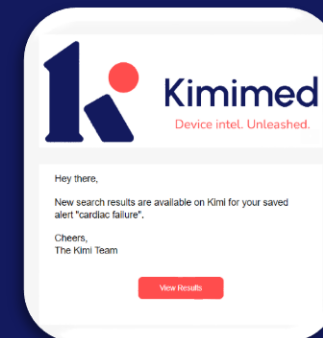 Kimimed
Device intel. Unleashed.
Hey there,
New search results are available on Kimi for your saved
alert "cardiac failure".
Cheers,
The Kimi Team
View Results